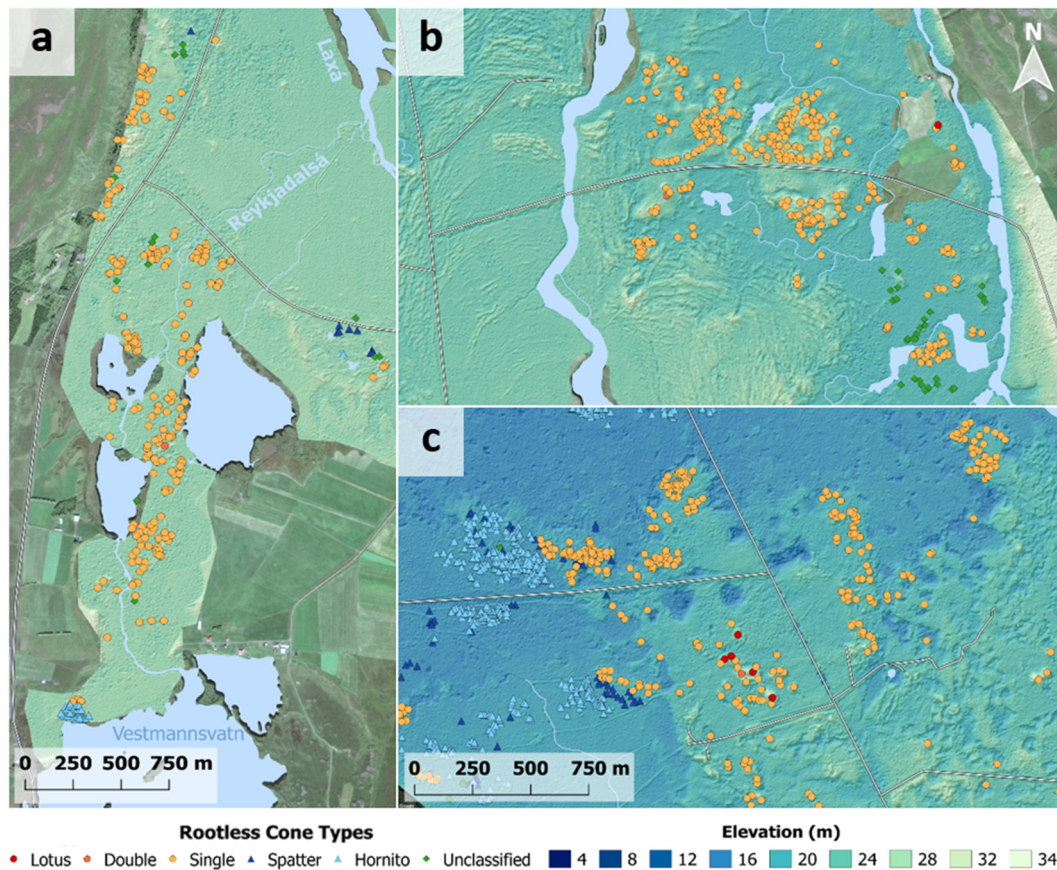 a
b
N
Laxá
Reykjadalsá
c
Vestmannsvatn
0 250 500 750 m
0 250 500 750 m
Rootless Cone Types
Lotus Double Single Spatter Hornito Unclassified
Elevation (m)
4 8 12 16 20 24 28 32 34